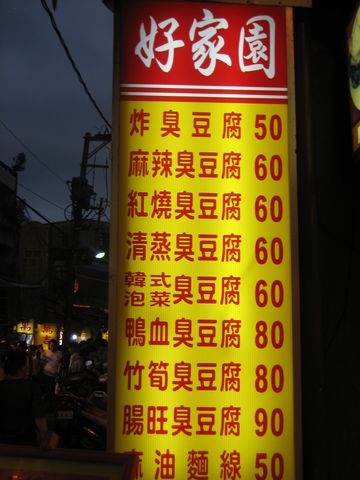 好家園
炸臭豆腐 50
麻辣臭豆腐 60
紅燒臭豆腐 60
清蒸臭豆腐 60
韓式泡菜臭豆腐 60
鴨血臭豆腐 80
竹筍臭豆腐 80
腸旺臭豆腐 90
麻油麵線 50